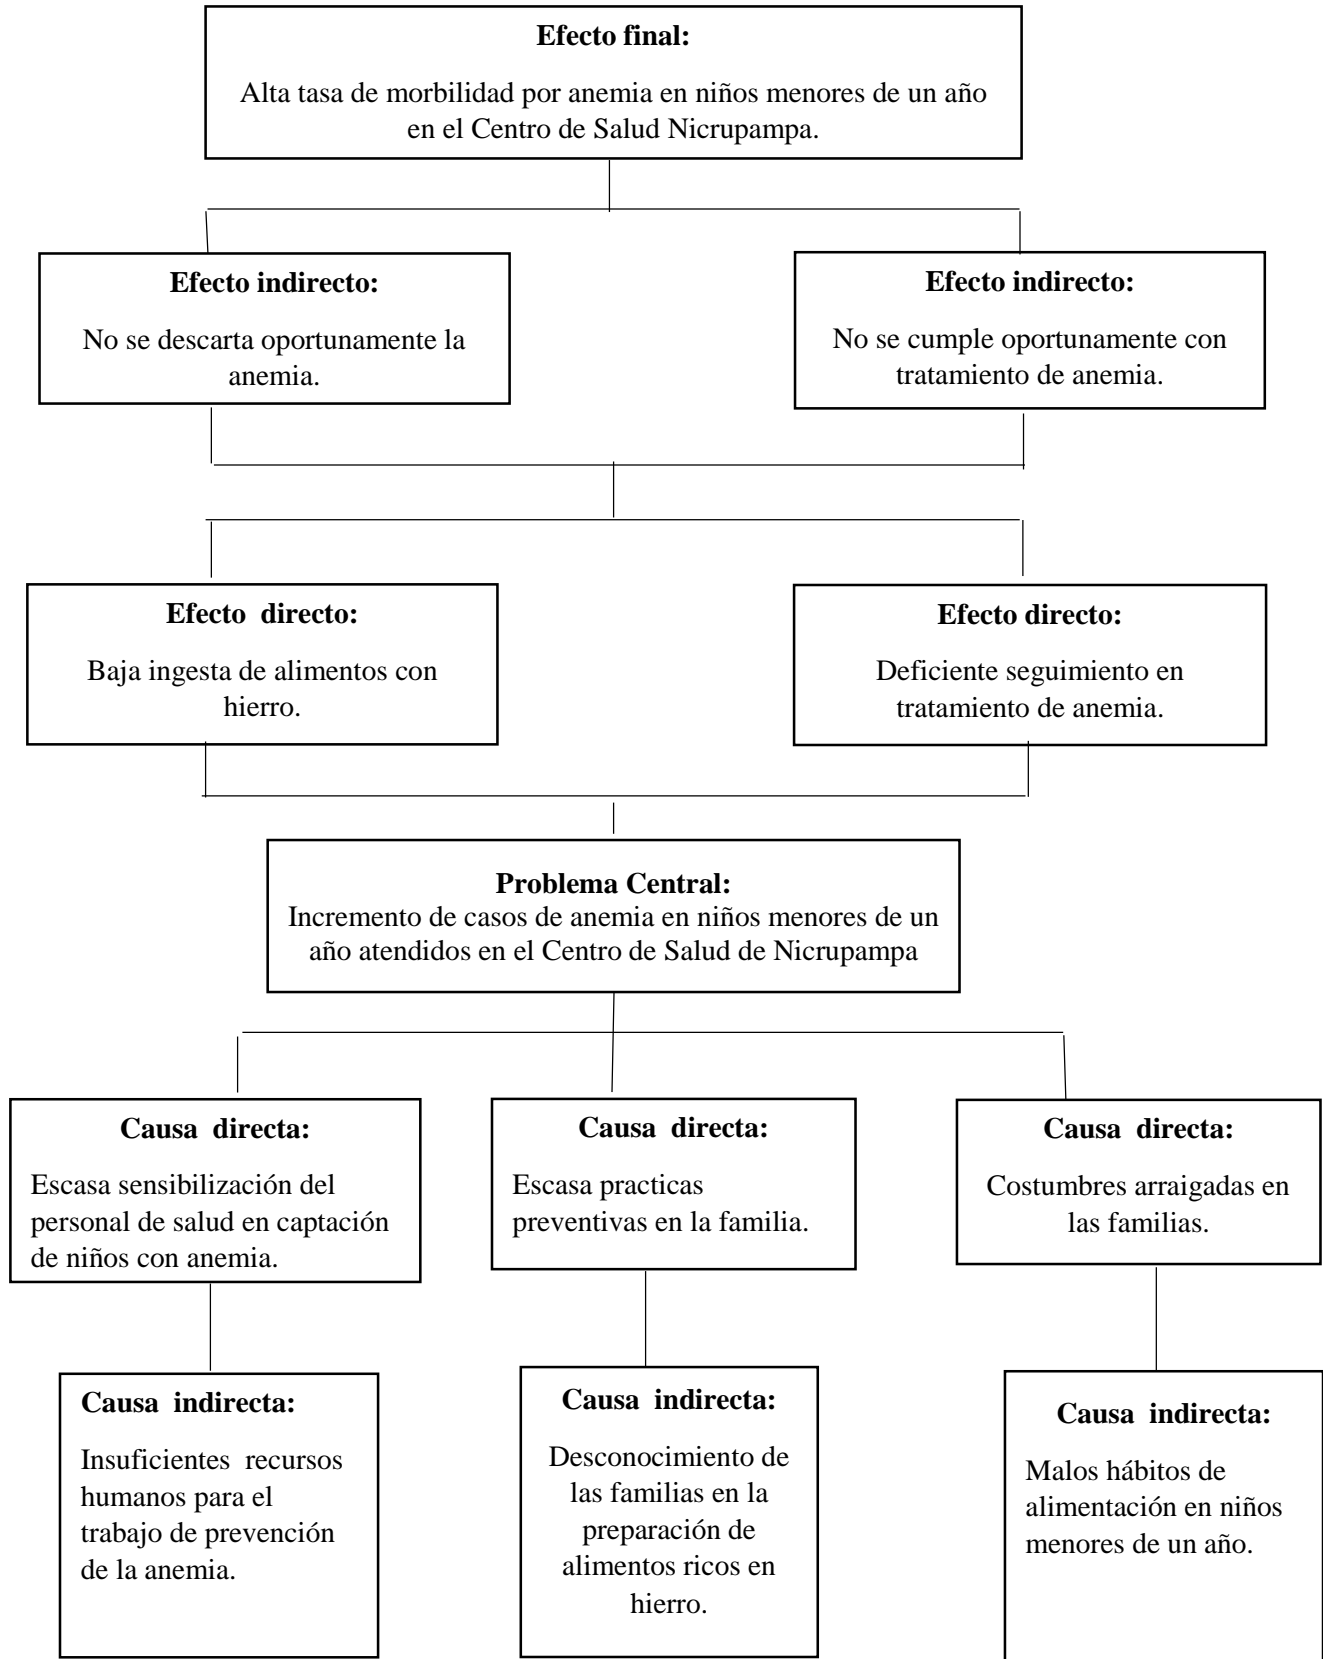 Efecto final:
Alta tasa de morbilidad por anemia en niños menores de un año
en el Centro de Salud Nicrupampa.
Efecto indirecto:
No se descarta oportunamente la
anemia.
Efecto indirecto:
No se cumple oportunamente con
tratamiento de anemia.
Efecto directo:
Baja ingesta de alimentos con
hierro.
Efecto directo:
Deficiente seguimiento en
tratamiento de anemia.
Problema Central:
Incremento de casos de anemia en niños menores de un
año atendidos en el Centro de Salud de Nicrupampa
Causa directa:
Escasa sensibilización del
personal de salud en captación
de niños con anemia.
Causa directa:
Escasa practicas
preventivas en la familia.
Causa directa:
Costumbres arraigadas en
las familias.
Causa indirecta:
Insuficientes recursos
humanos para el
trabajo de prevención
de la anemia.
Causa indirecta:
Desconocimiento de
las familias en la
preparación de
alimentos ricos en
hierro.
Causa indirecta:
Malos hábitos de
alimentación en niños
menores de un año.